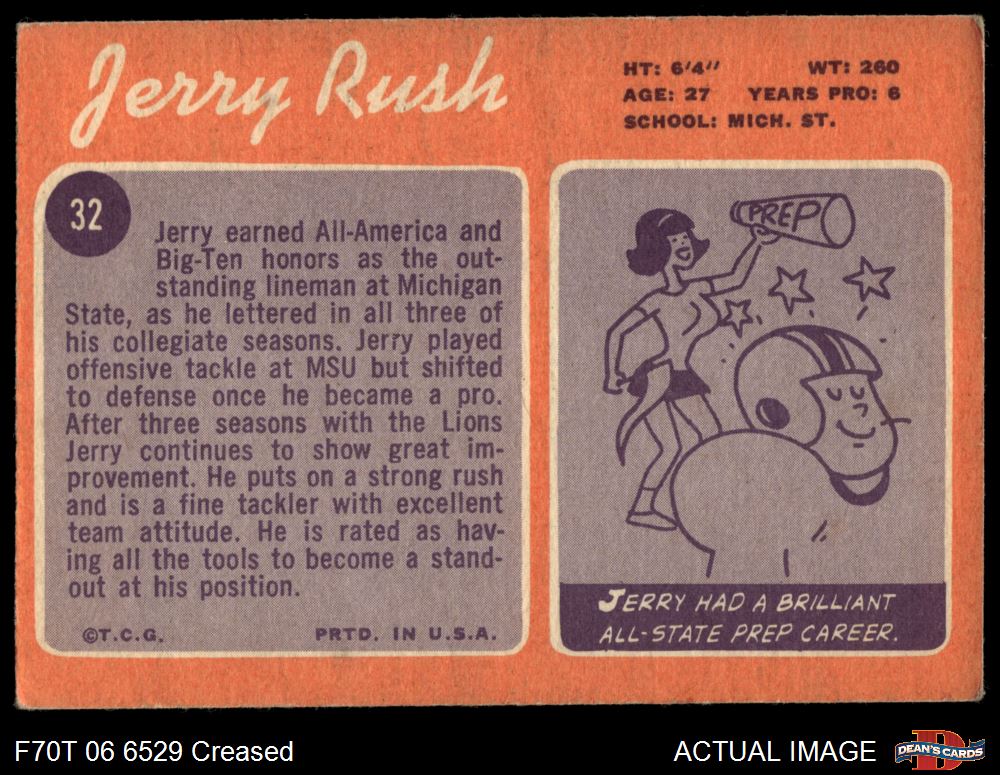 Jerry Rush
HT: 6'4" WT: 260
AGE: 27 YEARS PRO: 6
SCHOOL: MICH. ST.
32
Jerry earned All-America and
Big-Ten honors as the out-
standing lineman at Michigan
State, as he lettered in all three of
his collegiate seasons. Jerry played
offensive tackle at MSU but shifted
to defense once he became a pro.
After three seasons with the Lions
Jerry continues to show great im-
provement. He puts on a strong rush
and is a fine tackler with excellent
team attitude. He is rated as hav-
ing all the tools to become a stand-
out at his position.
©T.C.G. PRTD. IN U.S.A.
PREP
JERRY HAD A BRILLIANT
ALL-STATE PREP CAREER.
F70T 06 6529 Creased
ACTUAL IMAGE
D
DEAN'S CARDS